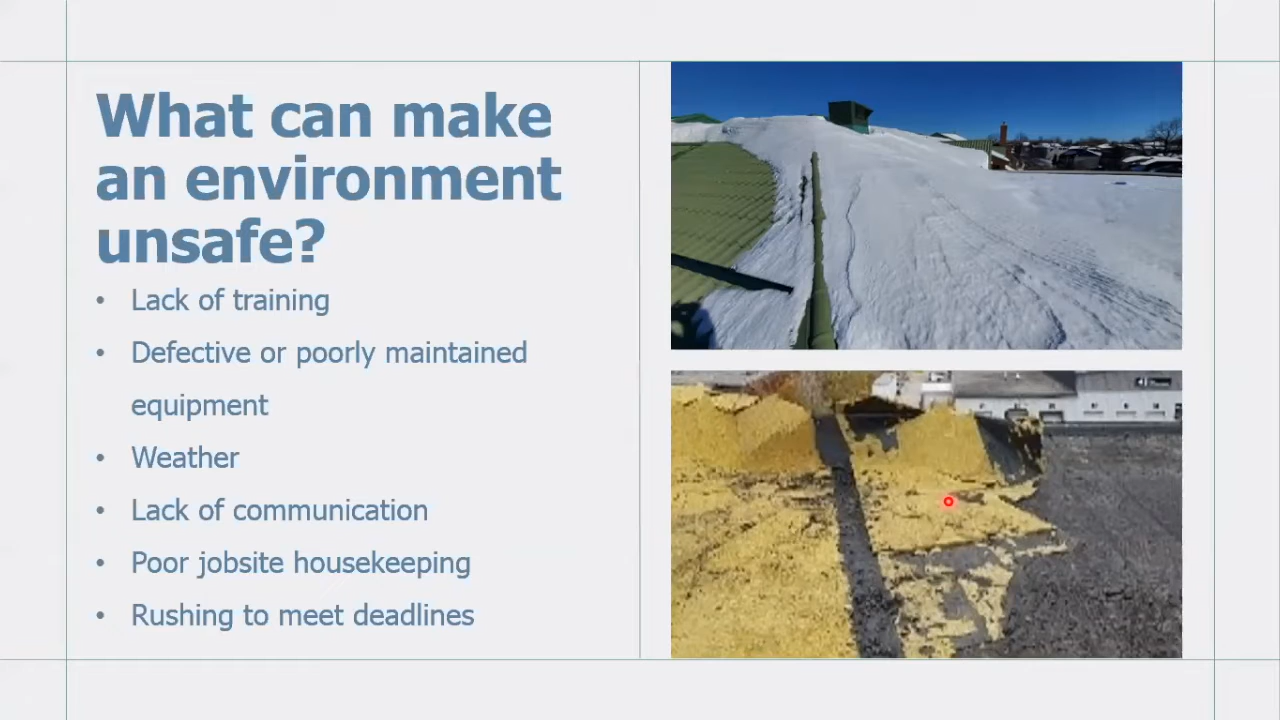 What can make
an environment
unsafe?
• Lack of training
• Defective or poorly maintained
equipment
• Weather
• Lack of communication
• Poor jobsite housekeeping
• Rushing to meet deadlines